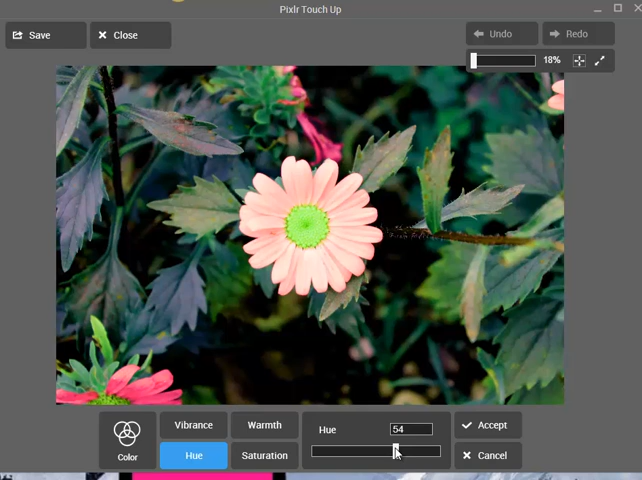 Pixlr Touch Up
Save
Close
Undo
Redo
18%
Color
Vibrance
Warmth
Hue
Saturation
Hue
54
Accept
Cancel